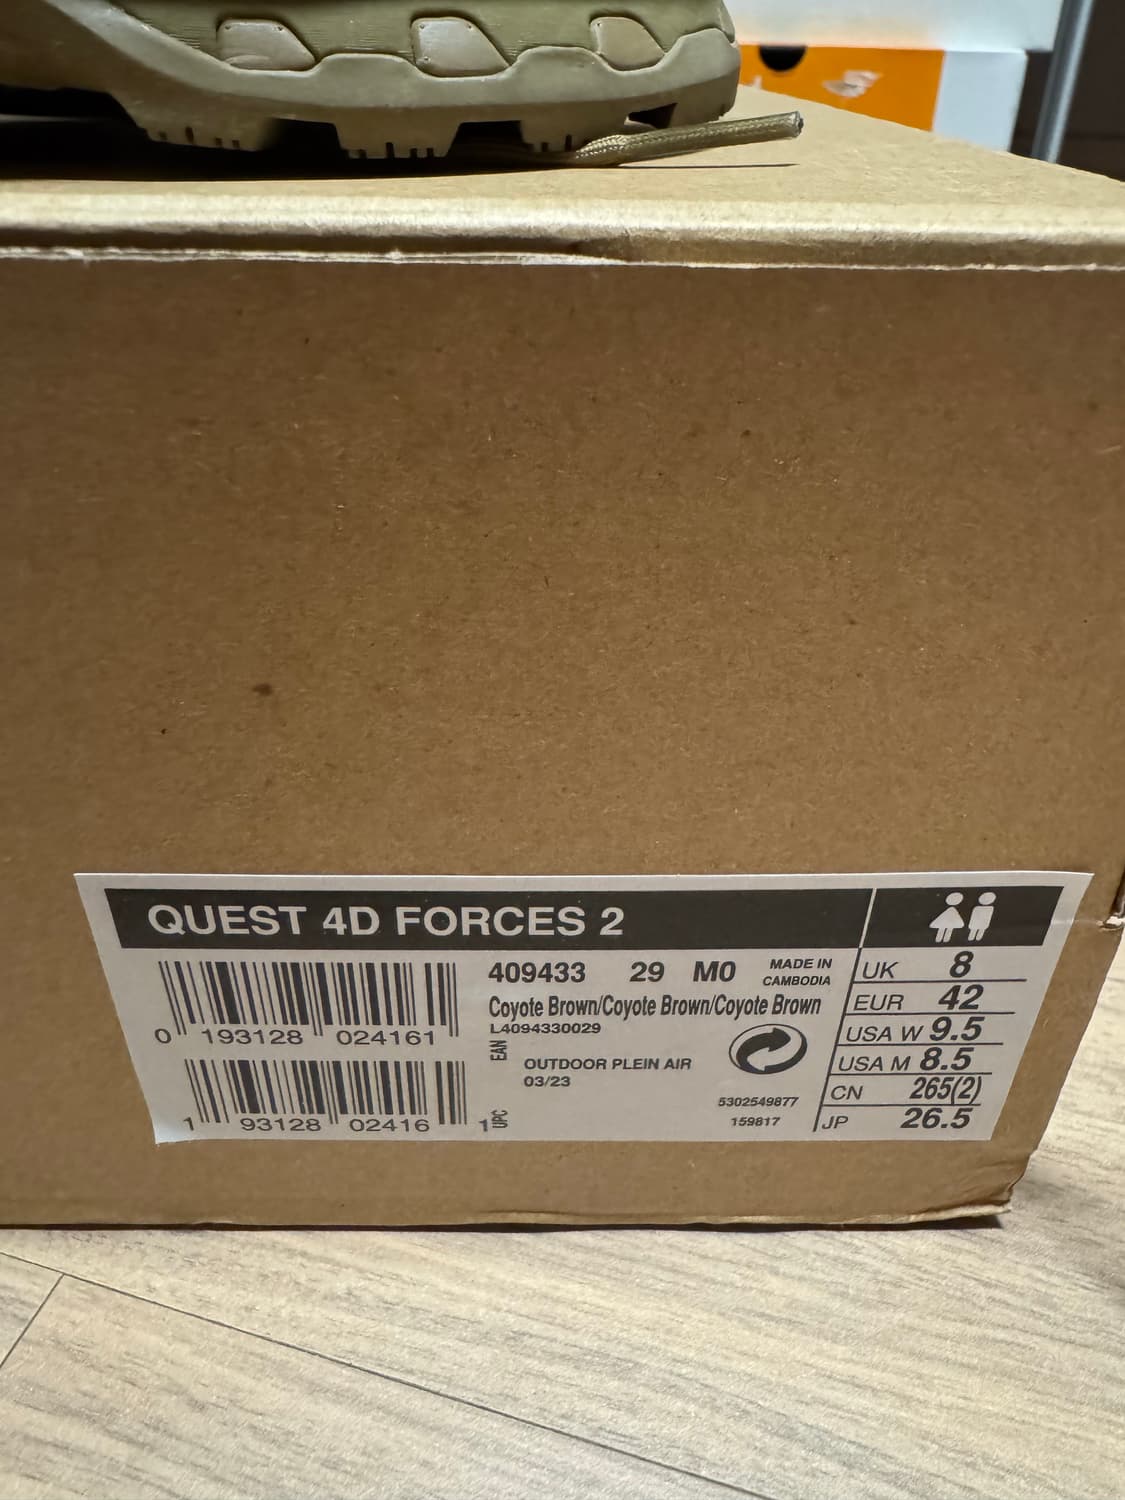 QUEST 4D FORCES 2
409433 29 M0 MADE IN CAMBODIA
Coyote Brown/Coyote Brown/Coyote Brown
L4094330029
0 193128 024161
EAN
OUTDOOR PLEIN AIR
03/23
1 93128 02416 1
UPC
5302549877
159817
UK 8
EUR 42
USA W 9.5
USA M 8.5
CN 265(2)
JP 26.5